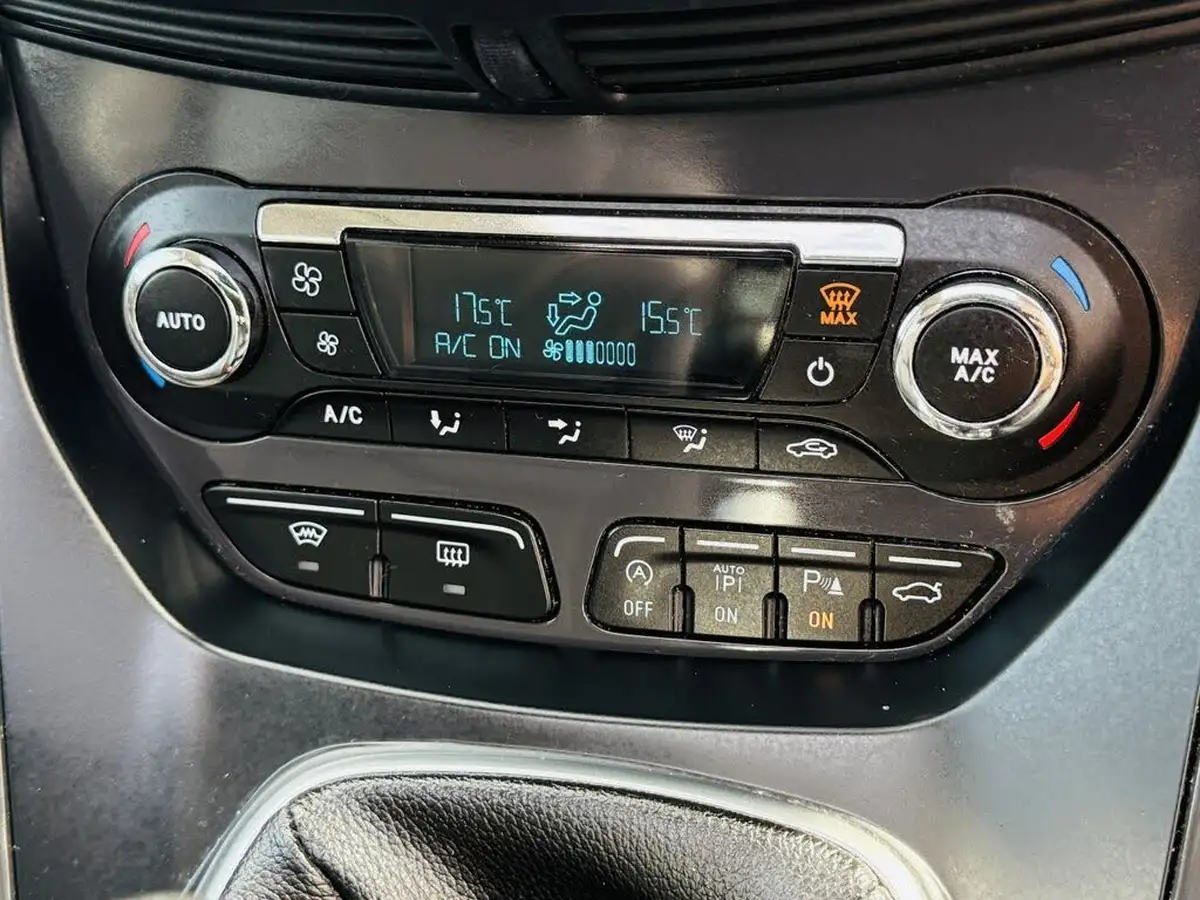 AUTO
17.5°C
15.5°C
A/C ON
MAX
MAX
A/C
A/C
A
OFF
AUTO
P
ON
P
ON